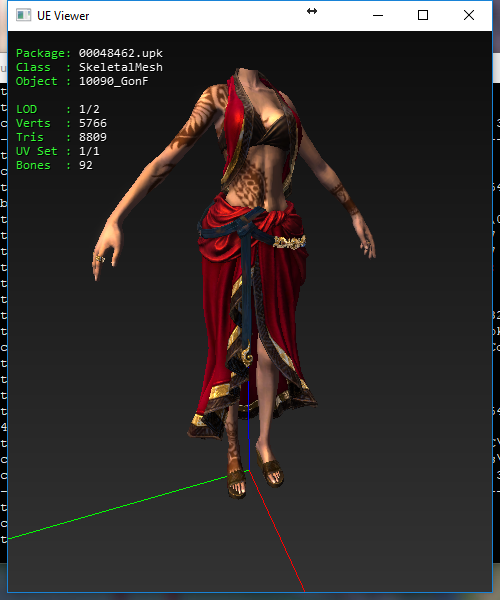 UE Viewer
Package: 00048462.upk
Class : SkeletalMesh
Object : 10090_GonF
LOD : 1/2
Verts : 5766
Tris : 8809
UV Set : 1/1
Bones : 92